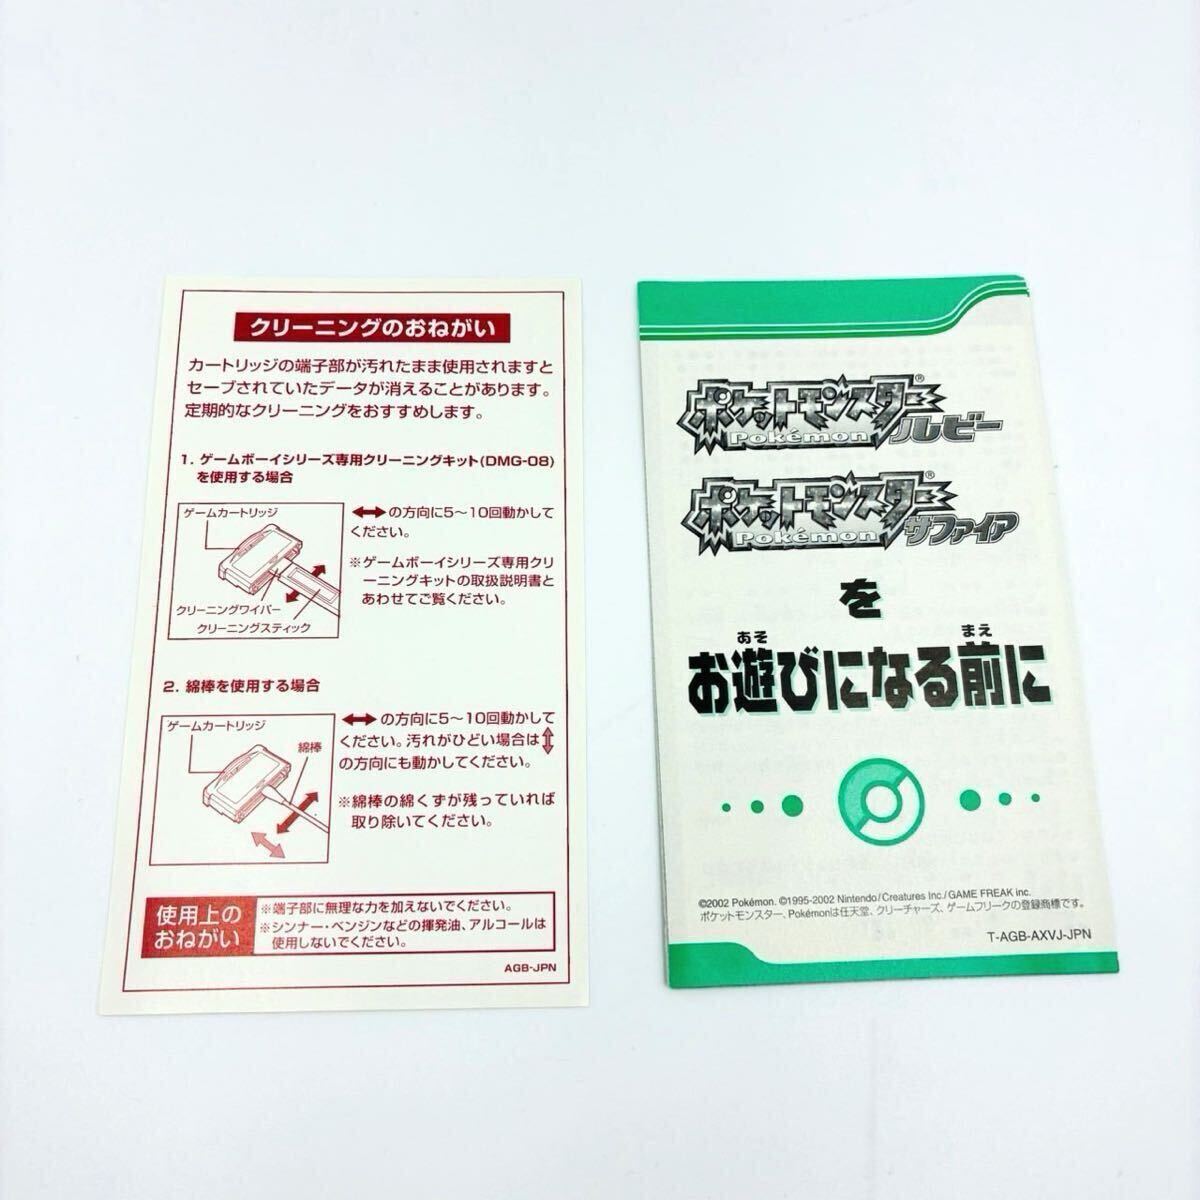 クリーニングのおねがい
カートリッジの端子部が汚れたまま使用されますと
セーブされていたデータが消えることがあります。
定期的なクリーニングをおすすめします。
1. ゲームボーイシリーズ専用クリーニングキット(DMG-08)
を使用する場合
ゲームカートリッジ
クリーニングワイパー
クリーニングスティック
⟷の方向に5〜10回動かして
ください。
※ゲームボーイシリーズ専用クリ
ーニングキットの取扱説明書と
あわせてご覧ください。
2. 綿棒を使用する場合
ゲームカートリッジ
綿棒
⟷の方向に5〜10回動かして
ください。汚れがひどい場合は↕
の方向にも動かしてください。
※綿棒の綿くずが残っていれば
取り除いてください。
使用上の
おねがい
※端子部に無理な力を加えないでください。
※シンナー・ベンジンなどの揮発油、アルコールは
使用しないでください。
AGB-JPN
ポケットモンスター®
Pokémon
ルビー
ポケットモンスター®
Pokémon
サファイア
を
あそ まえ
お遊びになる前に
©2002 Pokémon. ©1995-2002 Nintendo/Creatures Inc./GAME FREAK inc.
ポケットモンスター、Pokémonは任天堂、クリーチャーズ、ゲームフリークの登録商標です。
T-AGB-AXVJ-JPN